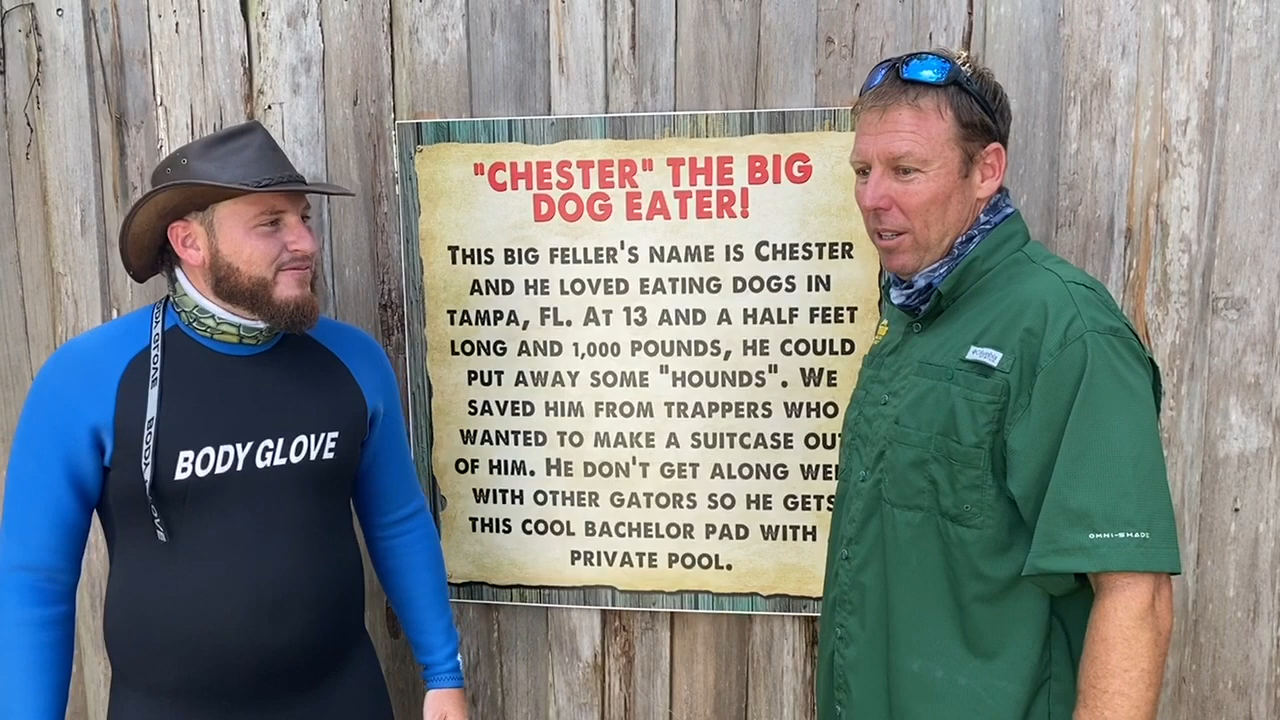 "CHESTER" THE BIG
DOG EATER!
THIS BIG FELLER'S NAME IS CHESTER
AND HE LOVED EATING DOGS IN
TAMPA, FL. AT 13 AND A HALF FEET
LONG AND 1,000 POUNDS, HE COULD
PUT AWAY SOME "HOUNDS". WE
SAVED HIM FROM TRAPPERS WHO
WANTED TO MAKE A SUITCASE OUT
OF HIM. HE DON'T GET ALONG
WITH OTHER GATORS SO HE GETS
THIS COOL BACHELOR PAD WITH
PRIVATE POOL.
BODY GLOVE
BODY GLOVE
Columbia
OMNI-SHADE